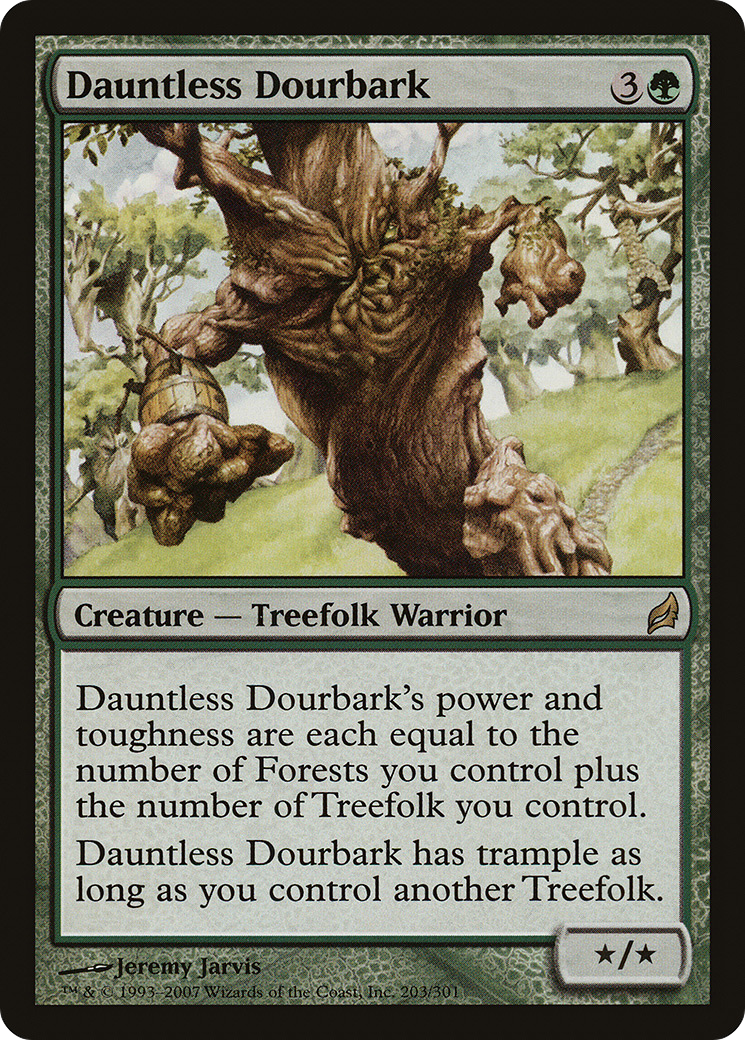 Dauntless Dourbark 3
Creature — Treefolk Warrior
Dauntless Dourbark's power and
toughness are each equal to the
number of Forests you control plus
the number of Treefolk you control.
Dauntless Dourbark has trample as
long as you control another Treefolk.
★/★
Jeremy Jarvis
™ & © 1993–2007 Wizards of the Coast, Inc. 203/301